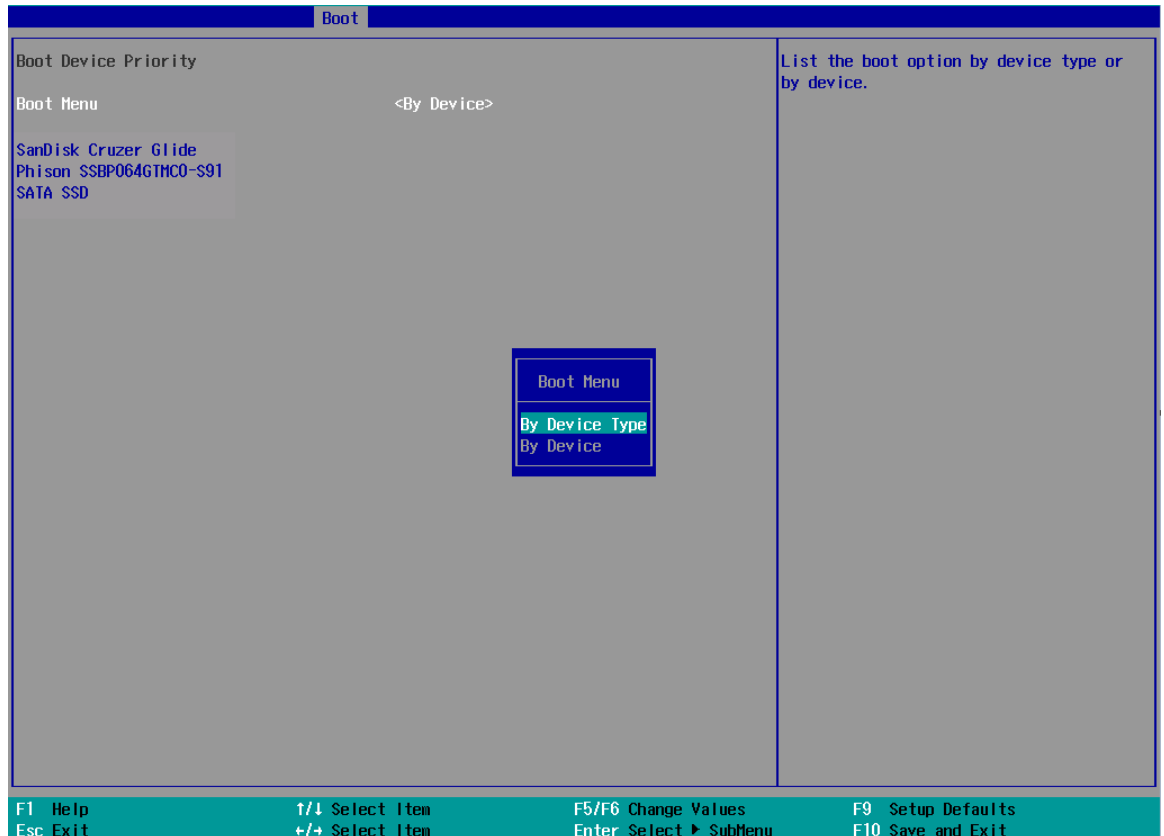 Boot
Boot Device Priority
Boot Menu <By Device>
SanDisk Cruzer Glide
Phison SSBP064GTMC0-S91
SATA SSD
List the boot option by device type or
by device.
Boot Menu
By Device Type
By Device
F1 Help ↑/↓ Select Item F5/F6 Change Values F9 Setup Defaults
Esc Exit ←/→ Select Item Enter Select ▶ SubMenu F10 Save and Exit